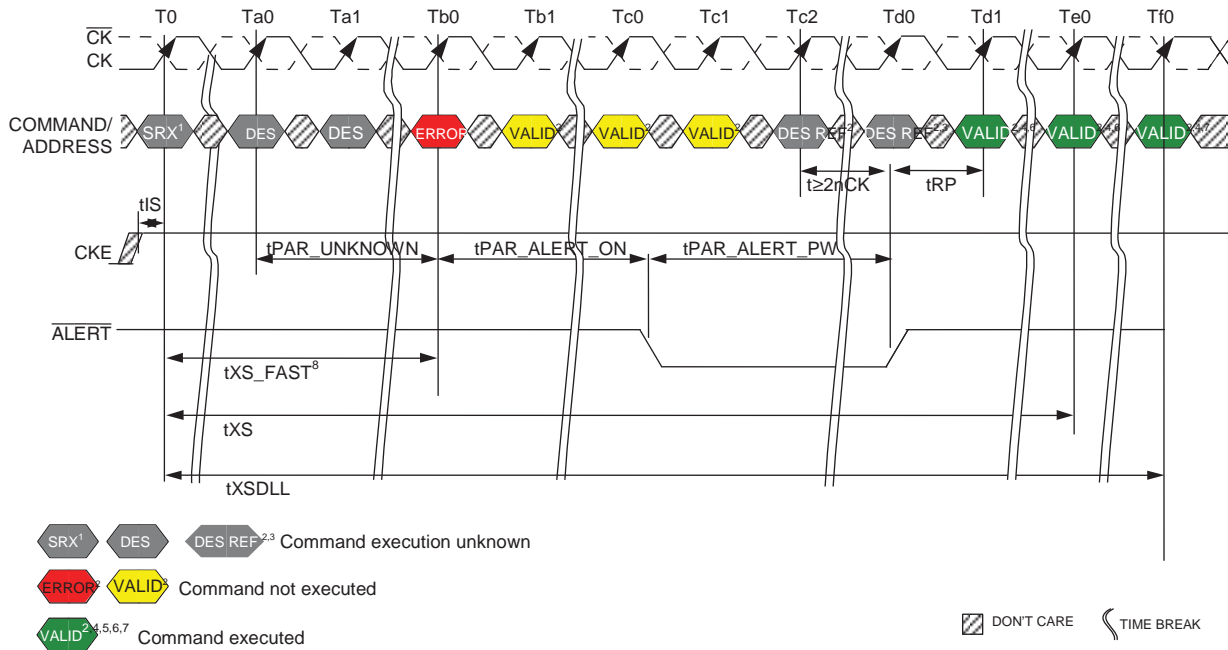 T0 Ta0 Ta1 Tb0 Tb1 Tc0 Tc1 Tc2 Td0 Td1 Te0 Tf0
CK
CK
COMMAND/
ADDRESS
SRX1 DES DES ERROR VALID2 VALID2 VALID2 DES REF2 DES REF2,3 VALID2,4,6 VALID2,4,6 VALID2,4,7
t≥2nCK tRP
tIS
CKE
tPAR_UNKNOWN tPAR_ALERT_ON tPAR_ALERT_PW
ALERT
tXS_FAST8
tXS
tXSDLL
SRX1 DES DES REF2,3 Command execution unknown
ERROR2 VALID2 Command not executed
VALID2,4,5,6,7 Command executed
DON'T CARE TIME BREAK